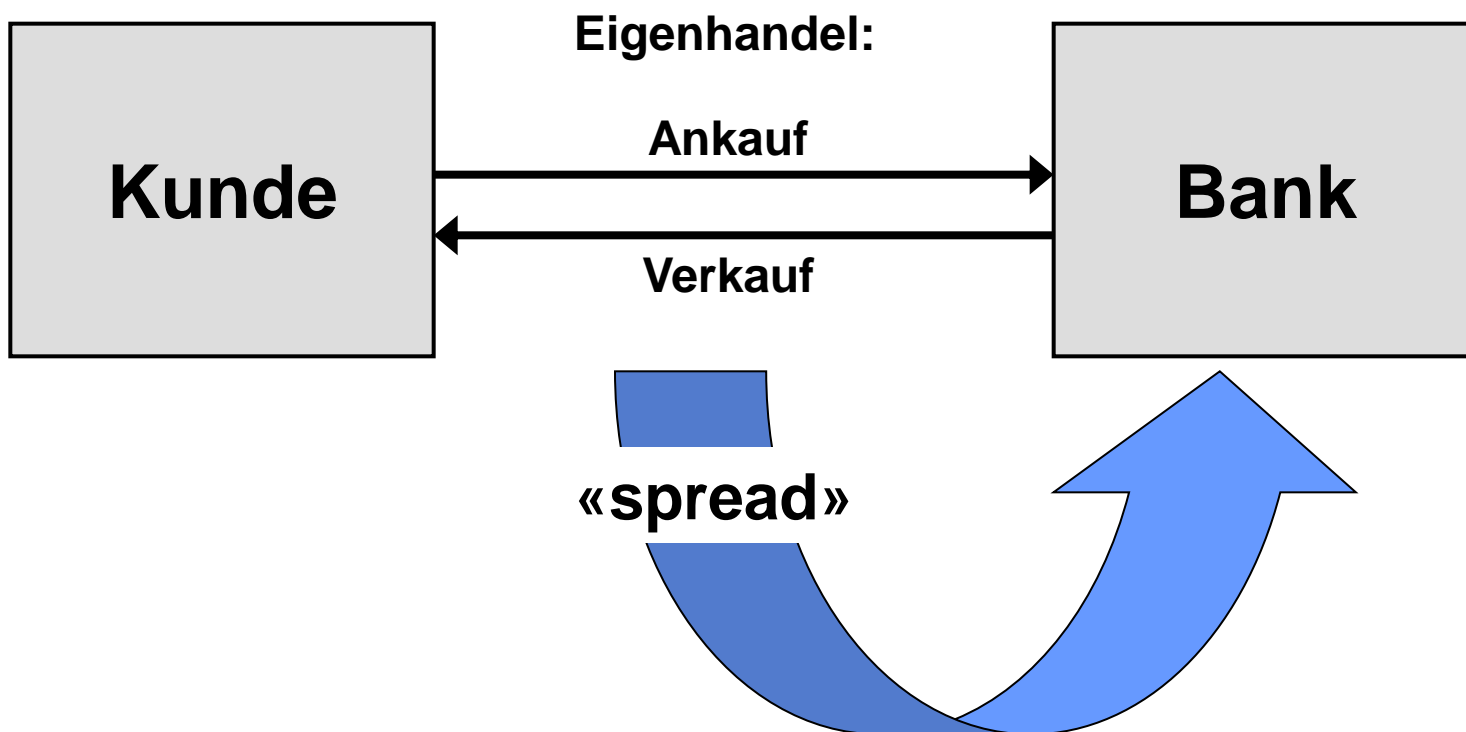 Eigenhandel:
Ankauf
Kunde
Bank
Verkauf
«spread»